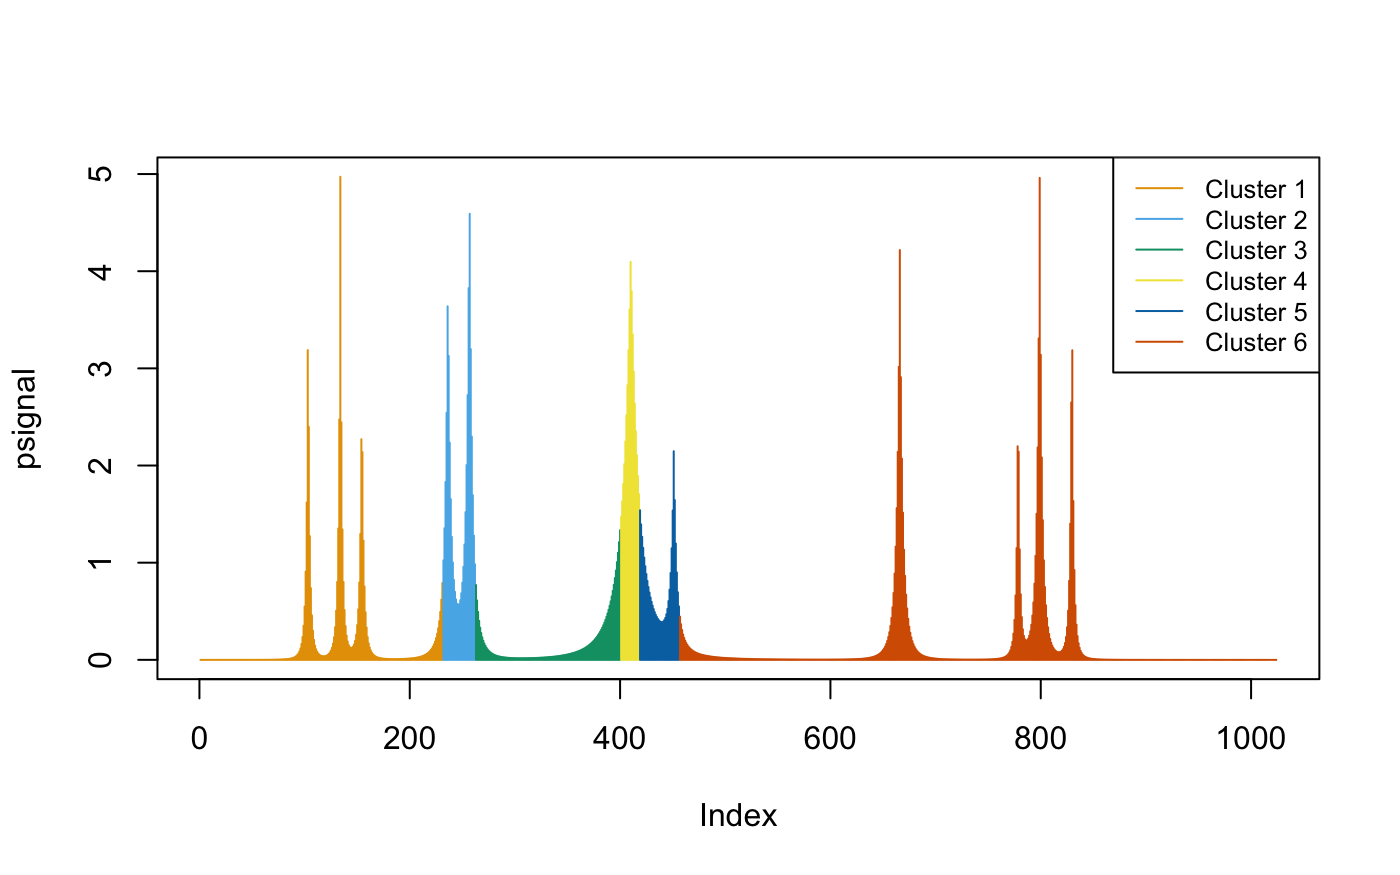 psignal
5
4
3
2
1
0
Cluster 1
Cluster 2
Cluster 3
Cluster 4
Cluster 5
Cluster 6
0 200 400 600 800 1000
Index